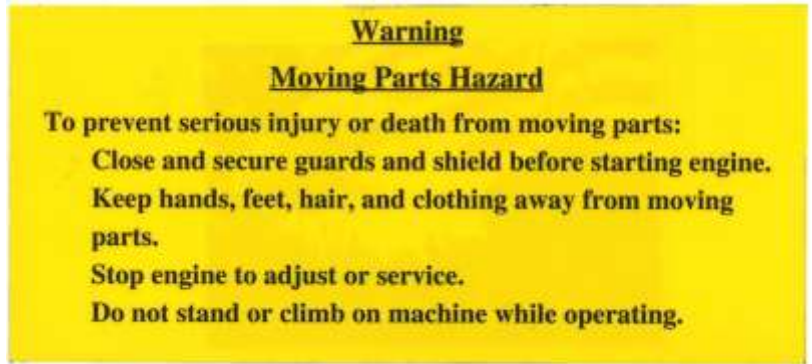 Warning
Moving Parts Hazard
To prevent serious injury or death from moving parts:
Close and secure guards and shield before starting engine.
Keep hands, feet, hair, and clothing away from moving
parts.
Stop engine to adjust or service.
Do not stand or climb on machine while operating.